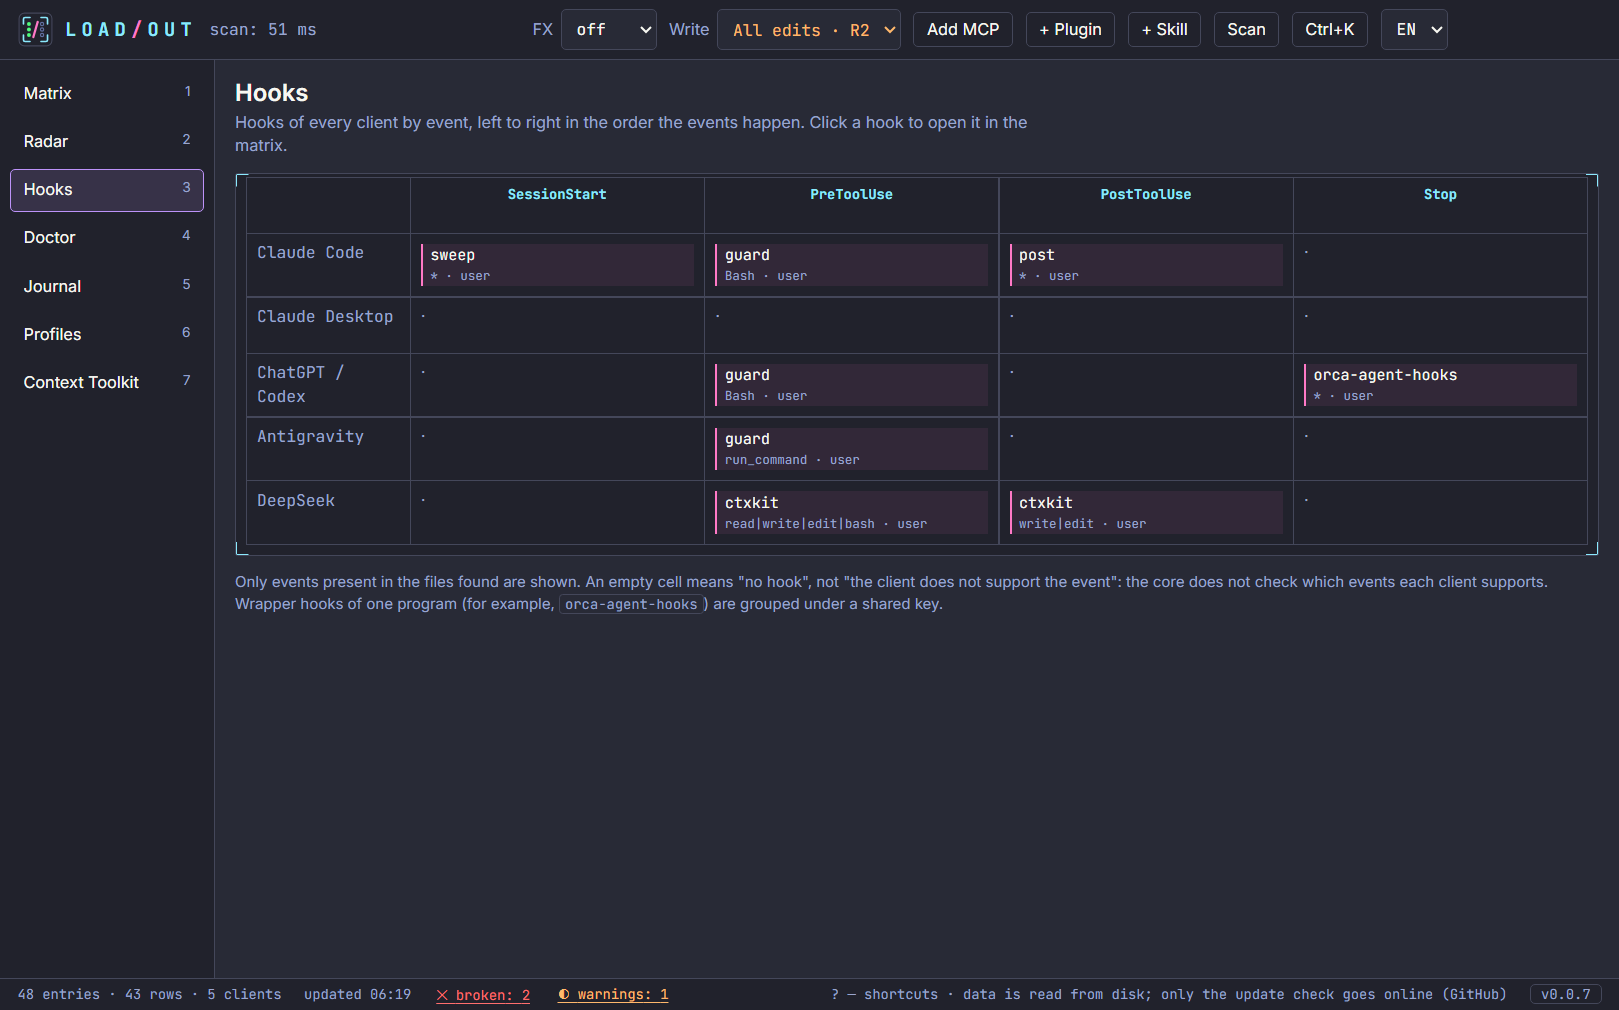 LOAD/OUT scan: 51 ms FX off Write All edits · R2 Add MCP + Plugin + Skill Scan Ctrl+K EN
Matrix 1
Radar 2
Hooks 3
Doctor 4
Journal 5
Profiles 6
Context Toolkit 7
Hooks
Hooks of every client by event, left to right in the order the events happen. Click a hook to open it in the
matrix.
SessionStart PreToolUse PostToolUse Stop
Claude Code
sweep
* · user
guard
Bash · user
post
* · user
·
Claude Desktop · · · ·
ChatGPT /
Codex
·
guard
Bash · user
·
orca-agent-hooks
* · user
Antigravity
·
guard
run_command · user
·
·
DeepSeek
·
ctxkit
read|write|edit|bash · user
ctxkit
write|edit · user
·
Only events present in the files found are shown. An empty cell means "no hook", not "the client does not support the event": the core does not check which events each client supports.
Wrapper hooks of one program (for example, orca-agent-hooks) are grouped under a shared key.
48 entries · 43 rows · 5 clients updated 06:19 broken: 2 warnings: 1 ? — shortcuts · data is read from disk; only the update check goes online (GitHub) v0.0.7